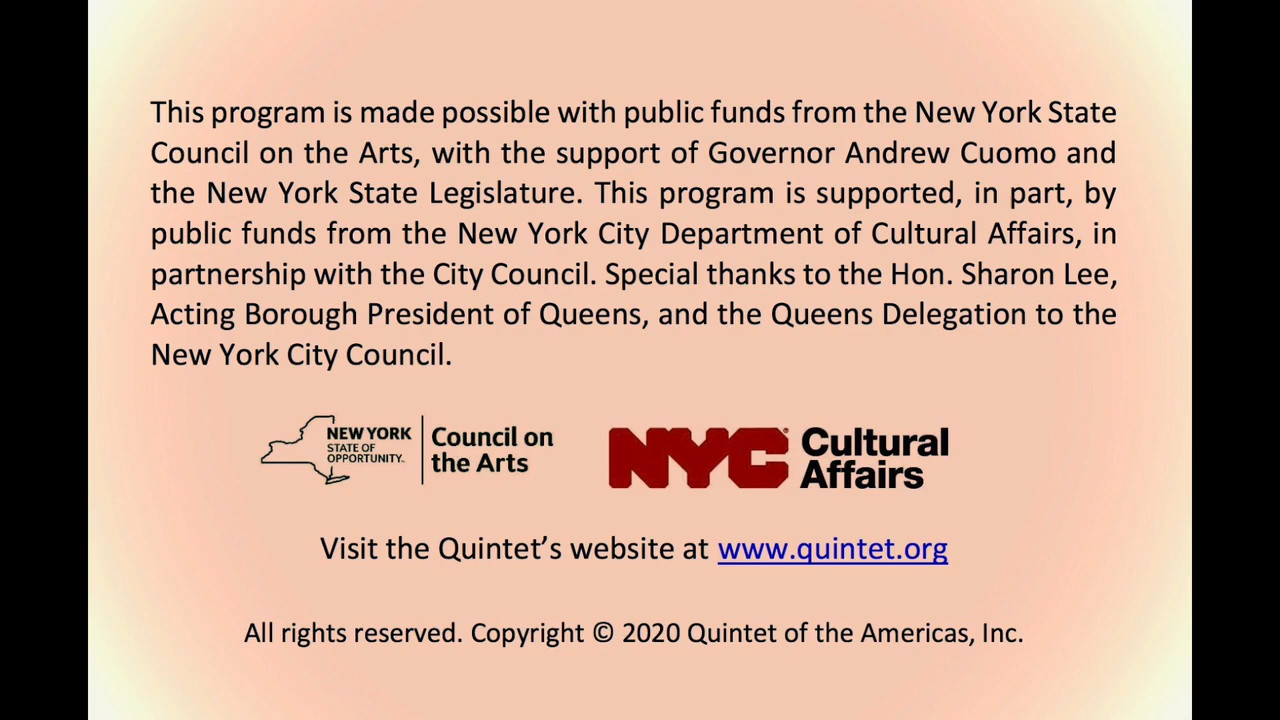 This program is made possible with public funds from the New York State
Council on the Arts, with the support of Governor Andrew Cuomo and
the New York State Legislature. This program is supported, in part, by
public funds from the New York City Department of Cultural Affairs, in
partnership with the City Council. Special thanks to the Hon. Sharon Lee,
Acting Borough President of Queens, and the Queens Delegation to the
New York City Council.
NEW YORK
STATE OF
OPPORTUNITY™
Council on
the Arts
NYC®
Cultural
Affairs
Visit the Quintet’s website at www.quintet.org
All rights reserved. Copyright © 2020 Quintet of the Americas, Inc.